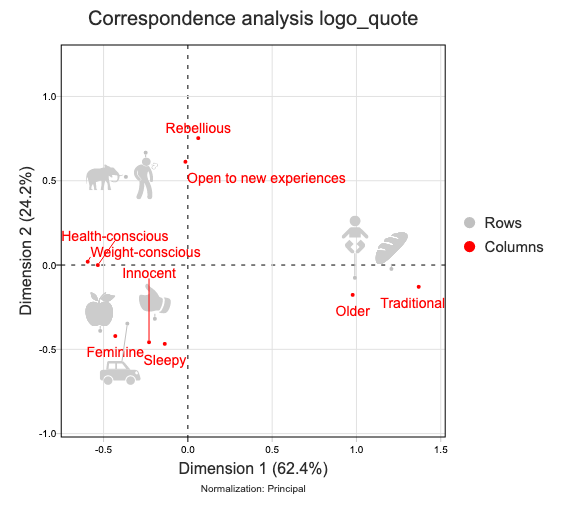 Correspondence analysis logo_quote
Dimension 2 (24.2%)
1.0
0.5
0.0
-0.5
-1.0
Rebellious
Open to new experiences
Health-conscious
Weight-conscious
Innocent
Older
Traditional
Feminine
Sleepy
Rows
Columns
-0.5
0.0
0.5
1.0
1.5
Dimension 1 (62.4%)
Normalization: Principal